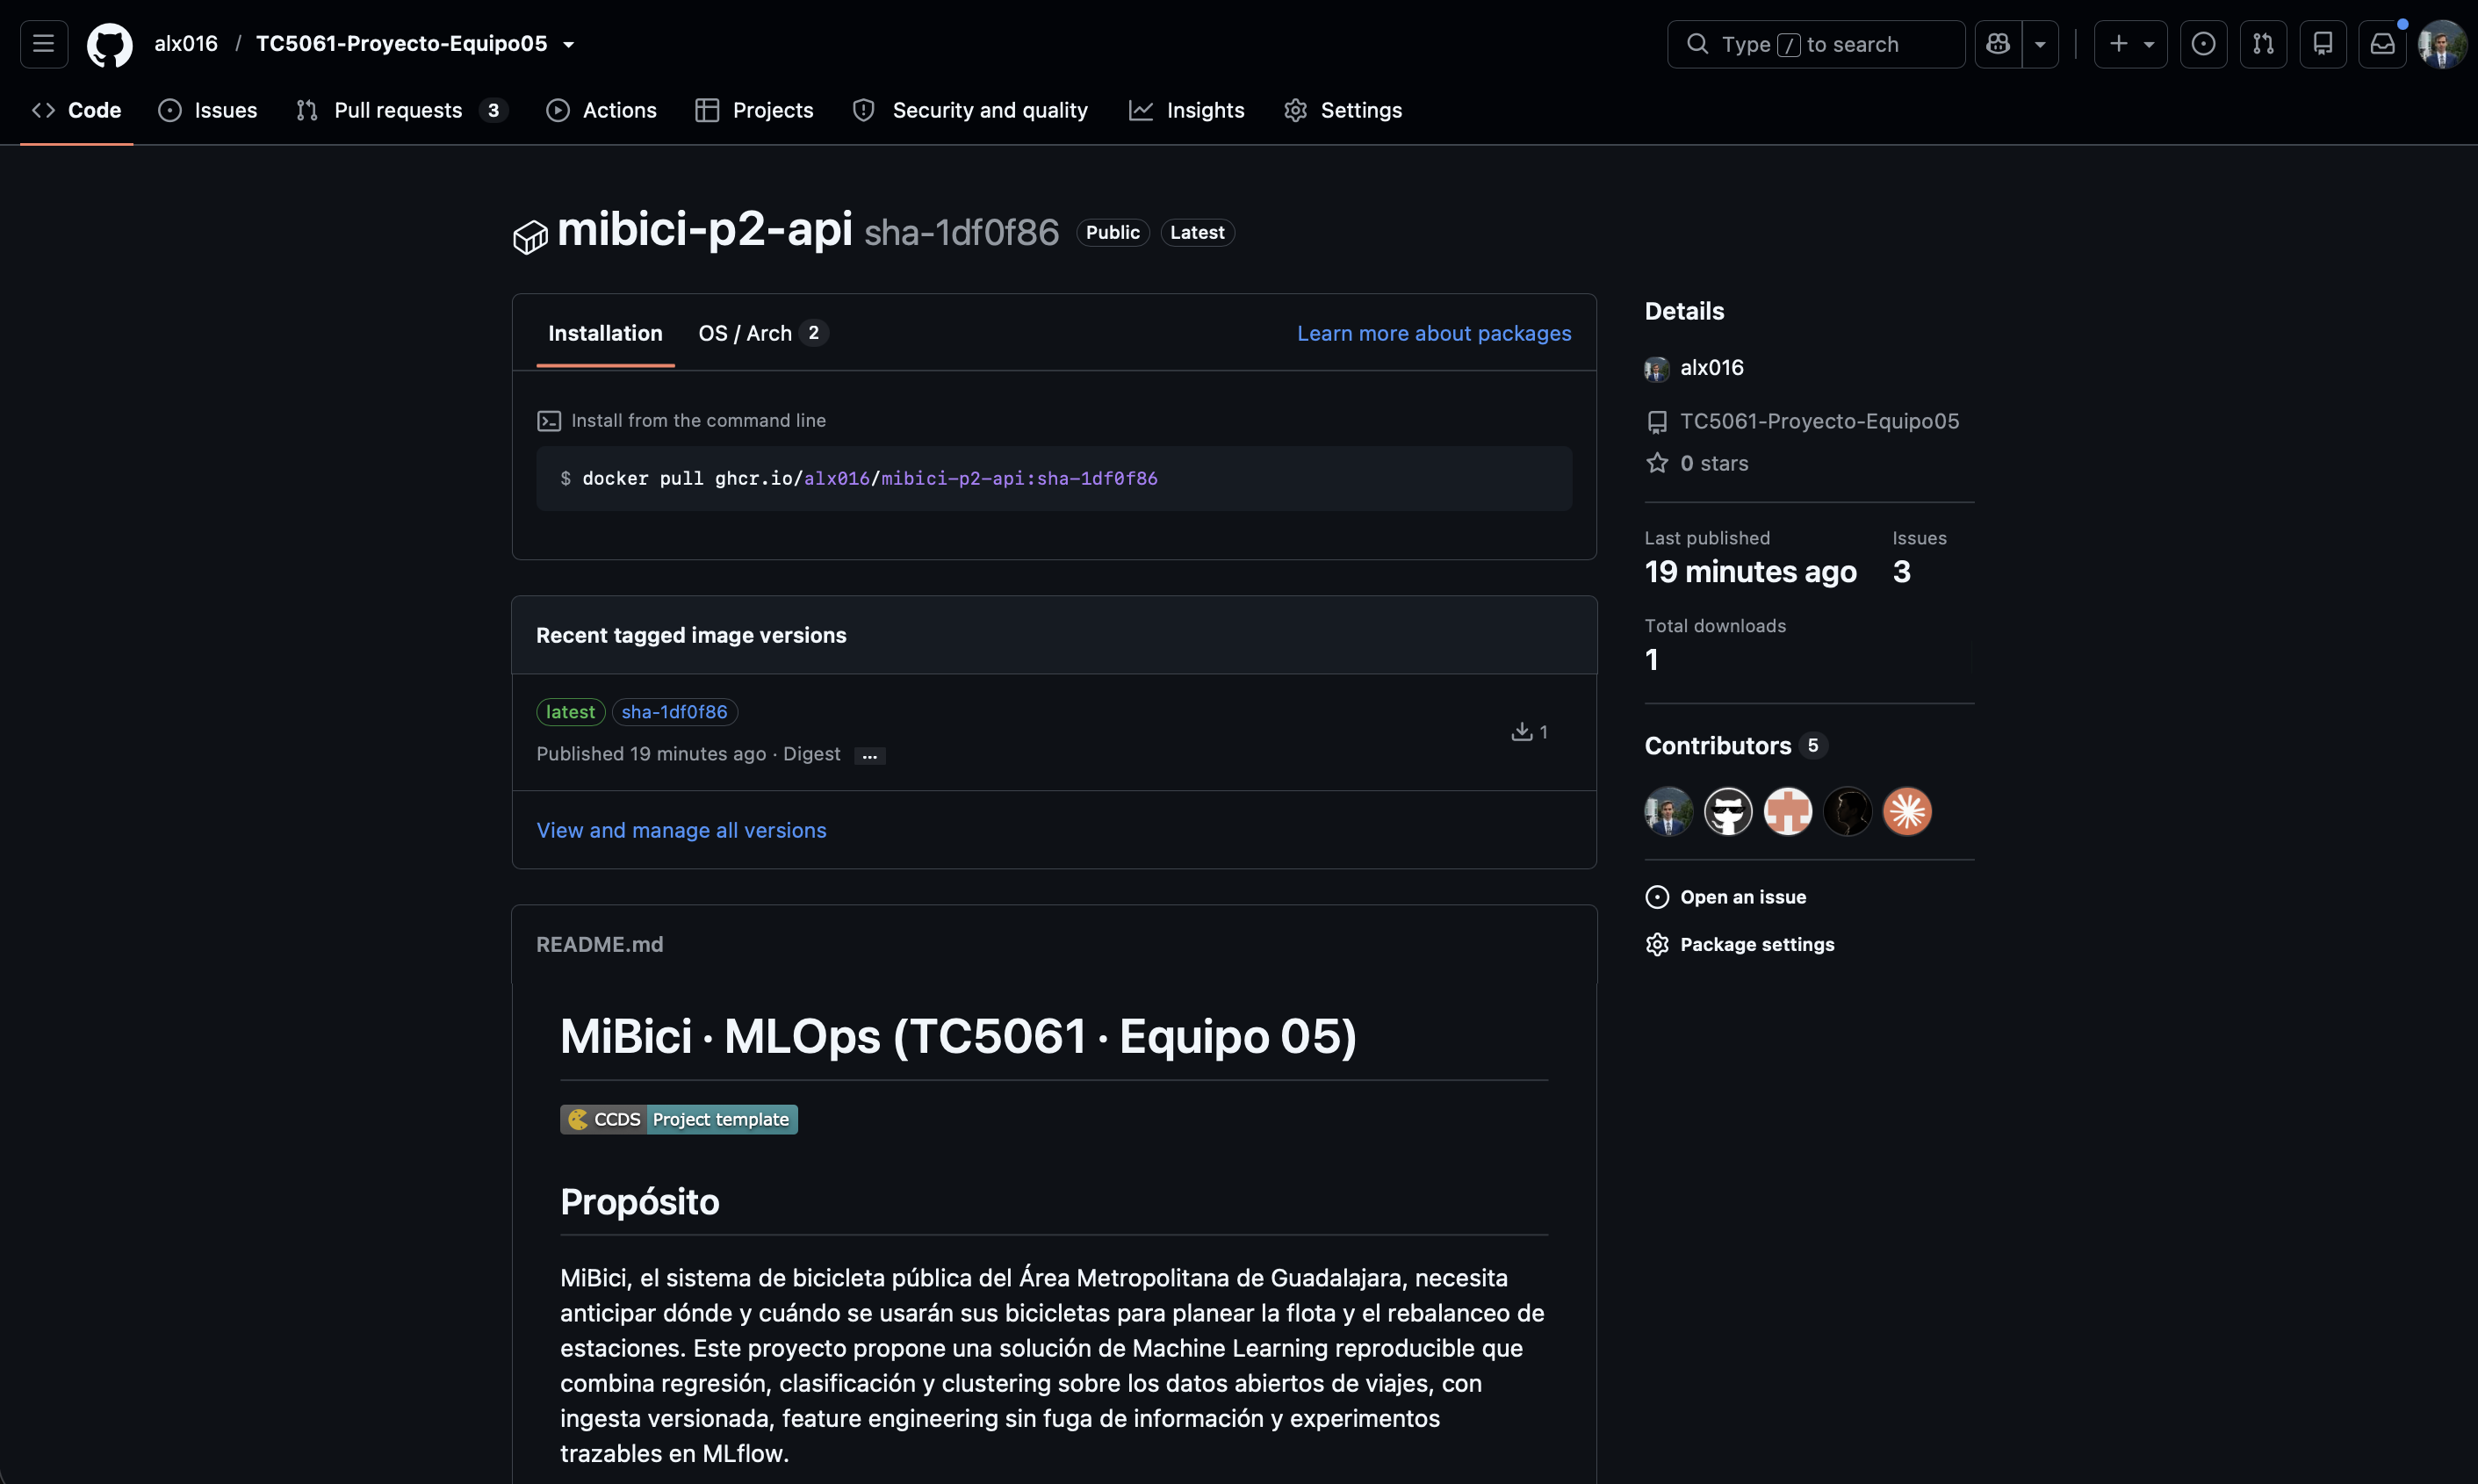 alx016 / TC5061-Proyecto-Equipo05
Type / to search
Code Issues Pull requests 3 Actions Projects Security and quality Insights Settings
mibici-p2-api sha-1df0f86 Public Latest
Installation OS / Arch 2 Learn more about packages
Install from the command line
$ docker pull ghcr.io/alx016/mibici-p2-api:sha-1df0f86
Recent tagged image versions
latest sha-1df0f86
Published 19 minutes ago · Digest ...
1
View and manage all versions
README.md
MiBici · MLOps (TC5061 · Equipo 05)
CCDS Project template
Propósito
MiBici, el sistema de bicicleta pública del Área Metropolitana de Guadalajara, necesita
anticipar dónde y cuándo se usarán sus bicicletas para planear la flota y el rebalanceo de
estaciones. Este proyecto propone una solución de Machine Learning reproducible que
combina regresión, clasificación y clustering sobre los datos abiertos de viajes, con
ingesta versionada, feature engineering sin fuga de información y experimentos
trazables en MLflow.
Details
alx016
TC5061-Proyecto-Equipo05
0 stars
Last published Issues
19 minutes ago 3
Total downloads
1
Contributors 5
Open an issue
Package settings